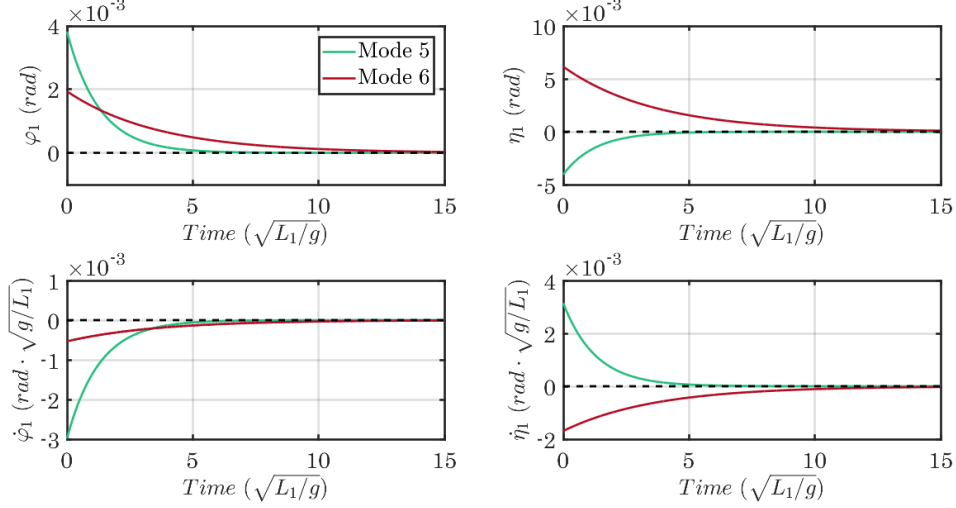 ×10⁻³
4
2
0
φ₁ (rad)
Mode 5
Mode 6
0 5 10 15
Time (√L₁/g)
×10⁻³
10
5
0
-5
η₁ (rad)
0 5 10 15
Time (√L₁/g)
×10⁻³
1
0
-1
-2
-3
φ̇₁ (rad · √g/L₁)
0 5 10 15
Time (√L₁/g)
×10⁻³
4
2
0
-2
η̇₁ (rad · √g/L₁)
0 5 10 15
Time (√L₁/g)